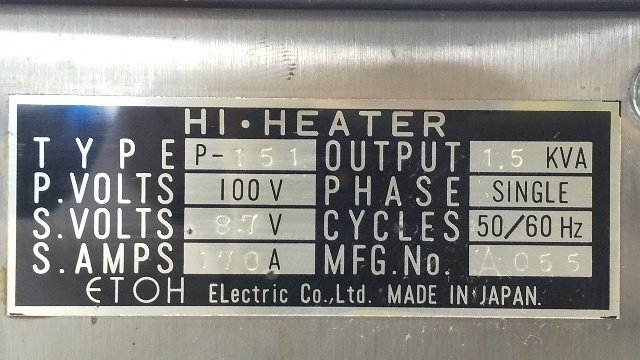 HI・HEATER
TYPE P-151 OUTPUT 1.5 KVA
P.VOLTS 100 V PHASE SINGLE
S.VOLTS 8.7 V CYCLES 50/60 Hz
S.AMPS 170 A MFG.No. A055
ETOH ELectric Co.,Ltd. MADE IN JAPAN.